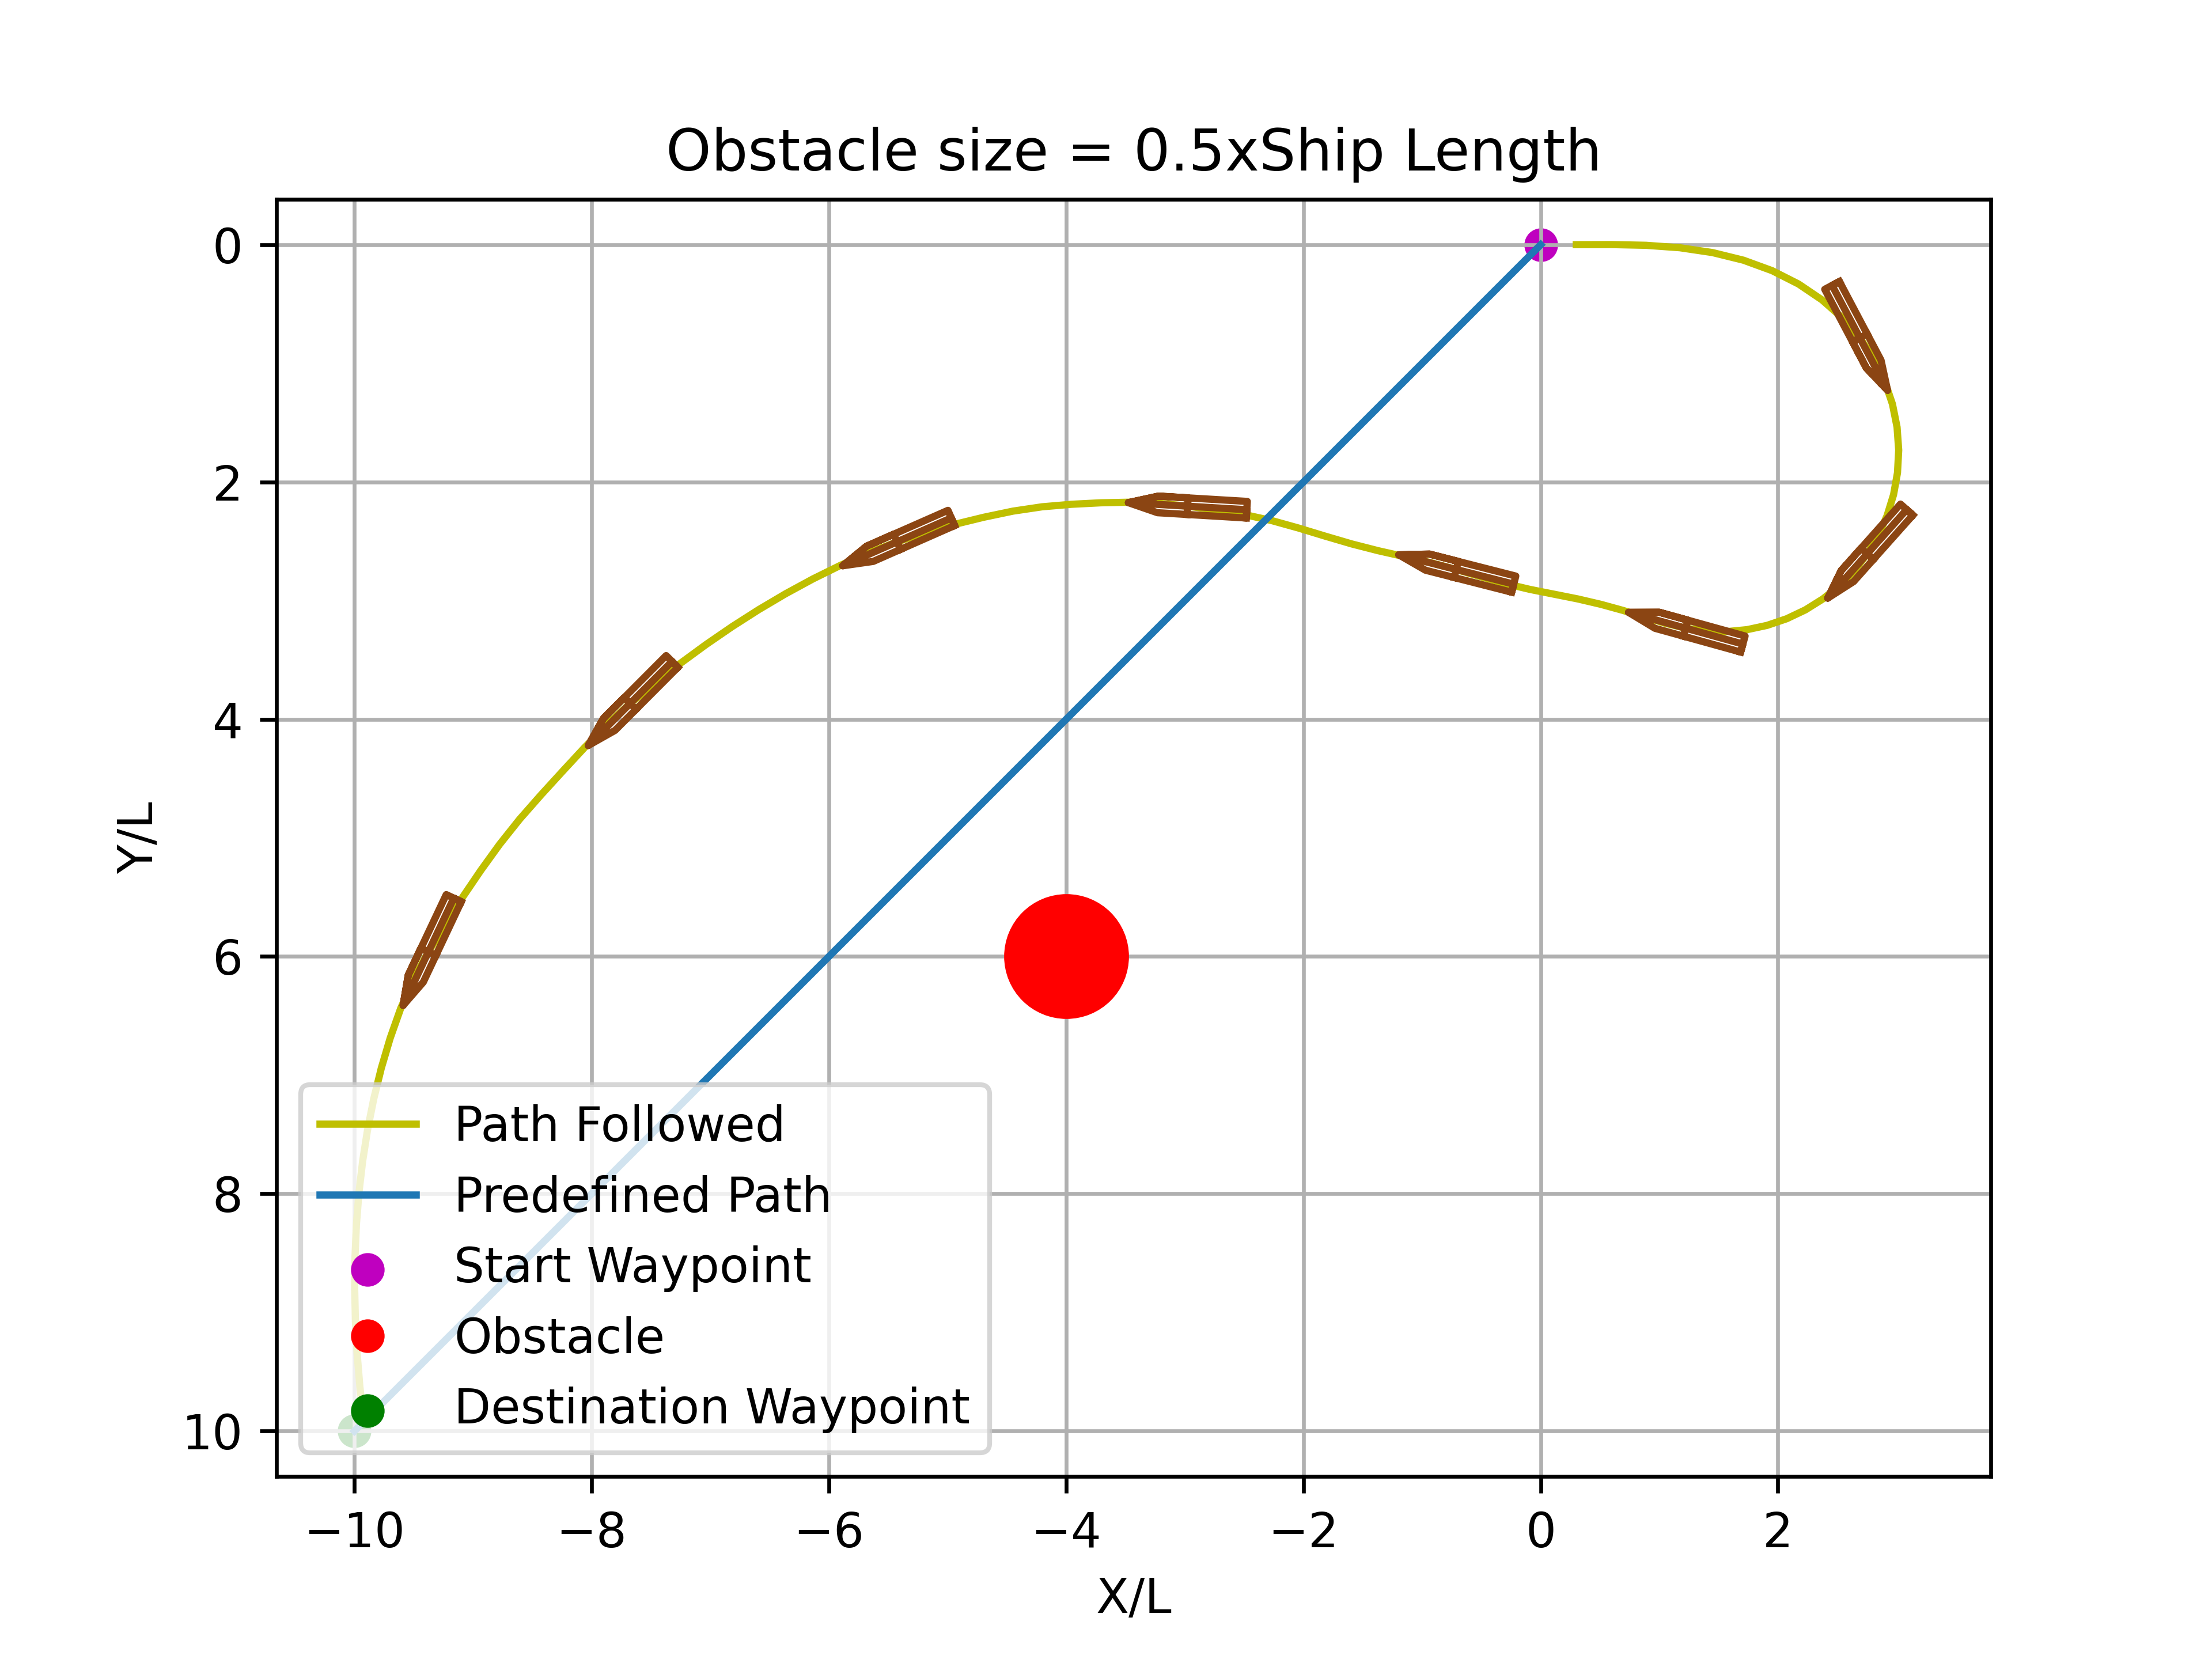 Obstacle size = 0.5xShip Length
0
2
4
6
8
10
Y/L
Path Followed
Predefined Path
Start Waypoint
Obstacle
Destination Waypoint
−10 −8 −6 −4 −2 0 2
X/L